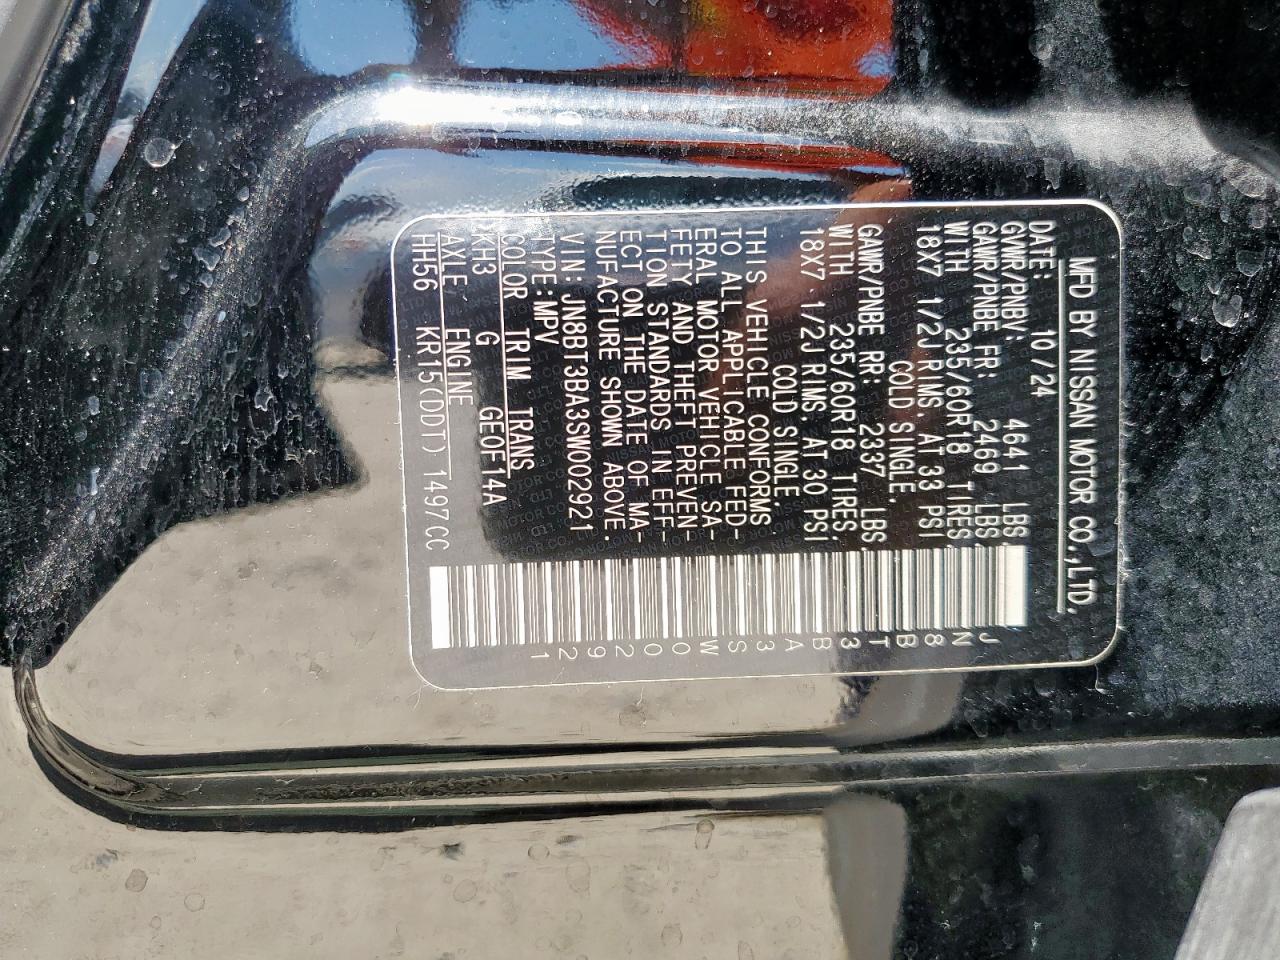 MFD BY NISSAN MOTOR CO.,LTD.
DATE: 10/24
GVWR/PNBV: 4641 LBS
GAWR/PNBE FR: 2469 LBS
WITH 235/60R18 TIRES,
18X7 1/2J RIMS. AT 33 PSI
COLD SINGLE.
GAWR/PNBE RR: 2337 LBS.
WITH 235/60R18 TIRES,
18X7 1/2J RIMS. AT 30 PSI
COLD SINGLE.
THIS VEHICLE CONFORMS
TO ALL APPLICABLE FED-
ERAL MOTOR VEHICLE SA-
FETY AND THEFT PREVEN
TION STANDARDS IN EFF-
ECT ON THE DATE OF MA-
NUFACTURE SHOWN ABOVE.
VIN: JN8BT3BA3SW002921
TYPE:MPV
COLOR TRIM TRANS
KH3 G GE0F14A
AXLE ENGINE
HH56 KR15(DDT) 1497CC
JN8BT3BA3SW002921